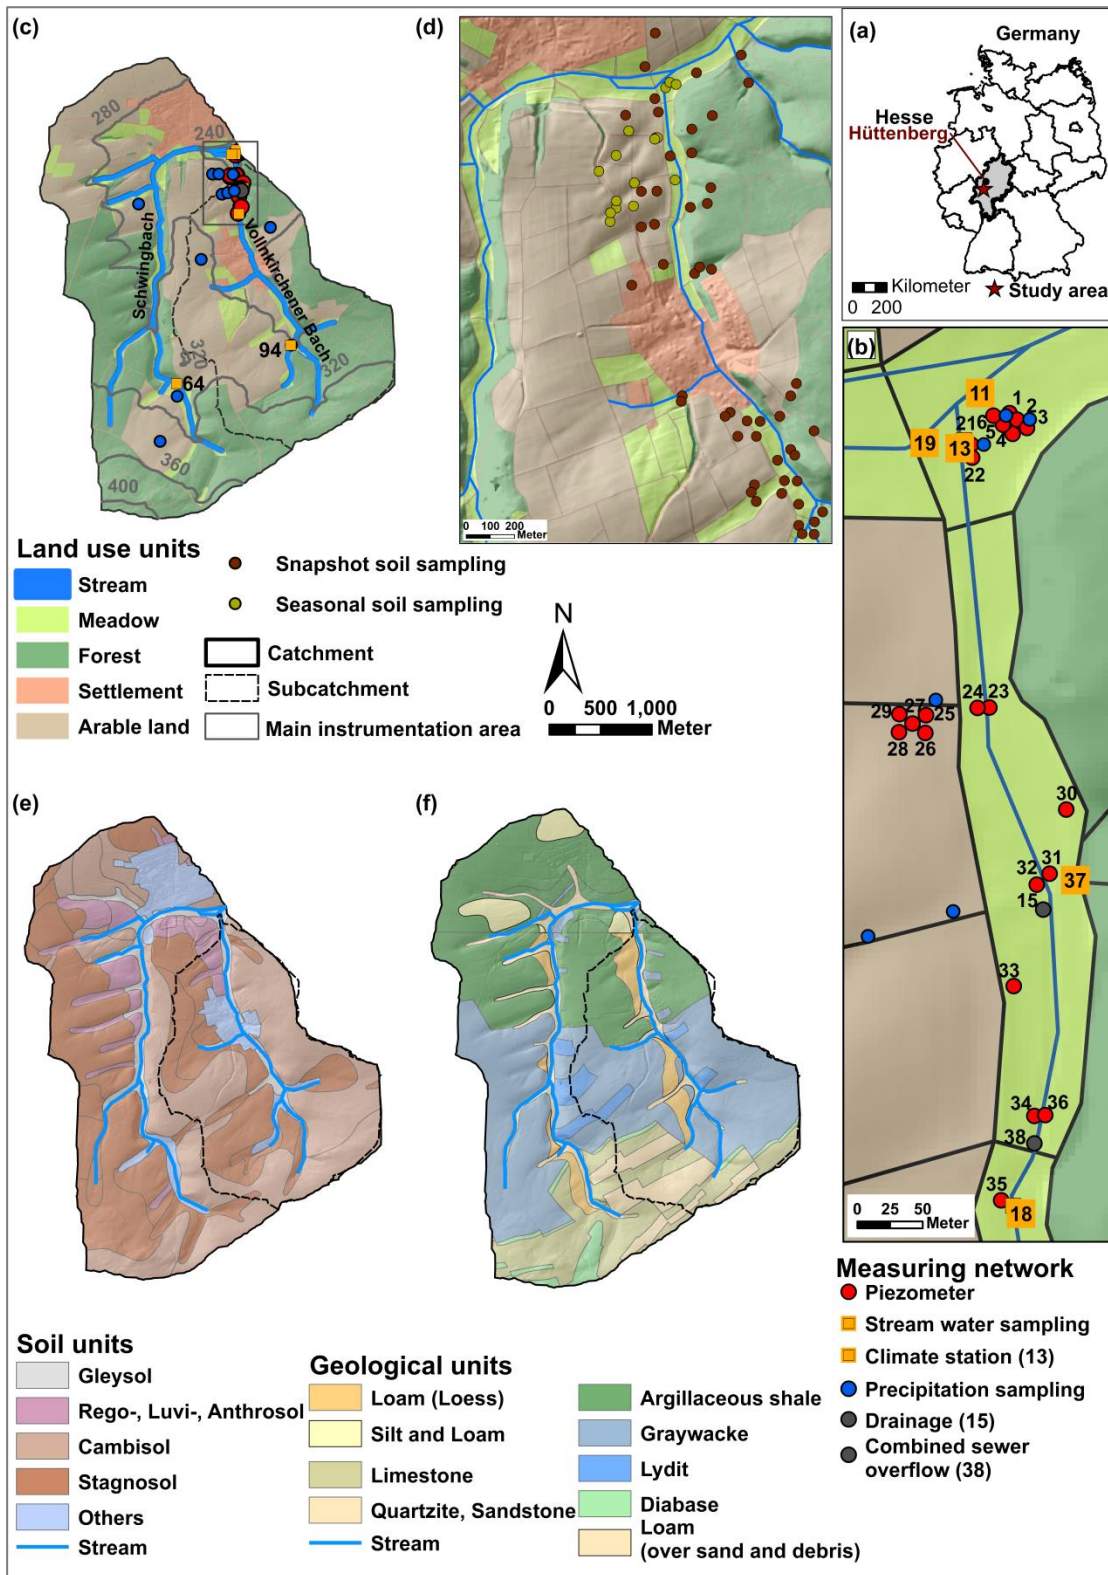 (c)
280
240
Schwingbach
Vollnkirchener Bach
320
320
94
64
360
400
(d)
0 100 200
Meter
(a)
Germany
Hesse
Hüttenberg
Kilometer
0 200
Study area
(b)
11
1
2
3
216
5
4
19
13
22
24 23
27
29
25
28
26
30
31
32
37
15
33
34
36
38
35
18
0 25 50
Meter
Land use units
Stream
Meadow
Forest
Settlement
Arable land
Snapshot soil sampling
Seasonal soil sampling
Catchment
Subcatchment
Main instrumentation area
N
0 500 1,000
Meter
(e)
(f)
Soil units
Gleysol
Rego-, Luvi-, Anthrosol
Cambisol
Stagnosol
Others
Stream
Geological units
Loam (Loess)
Silt and Loam
Limestone
Quartzite, Sandstone
Stream
Argillaceous shale
Graywacke
Lydit
Diabase
Loam
(over sand and debris)
Measuring network
Piezometer
Stream water sampling
Climate station (13)
Precipitation sampling
Drainage (15)
Combined sewer
overflow (38)